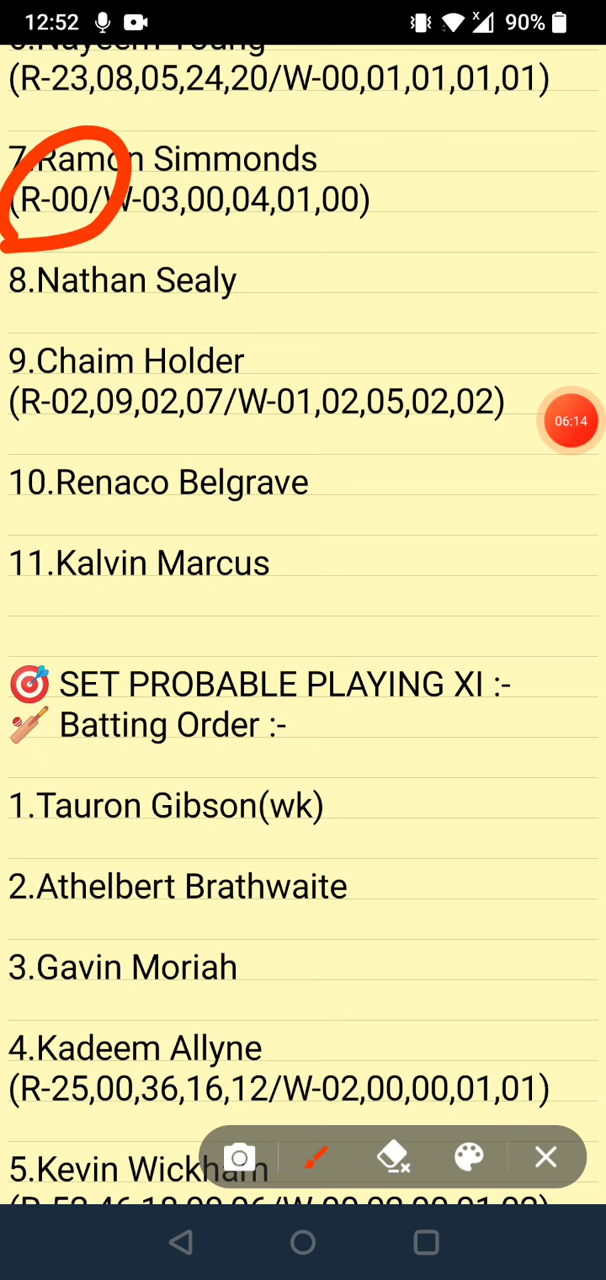 12:52
x
90%
6.Nayeem Young
(R-23,08,05,24,20/W-00,01,01,01,01)
7.Ramon Simmonds
(R-00/W-03,00,04,01,00)
8.Nathan Sealy
9.Chaim Holder
(R-02,09,02,07/W-01,02,05,02,02)
06:14
10.Renaco Belgrave
11.Kalvin Marcus
🎯 SET PROBABLE PLAYING XI :-
🏏 Batting Order :-
1.Tauron Gibson(wk)
2.Athelbert Brathwaite
3.Gavin Moriah
4.Kadeem Allyne
(R-25,00,36,16,12/W-02,00,00,01,01)
5.Kevin Wickham